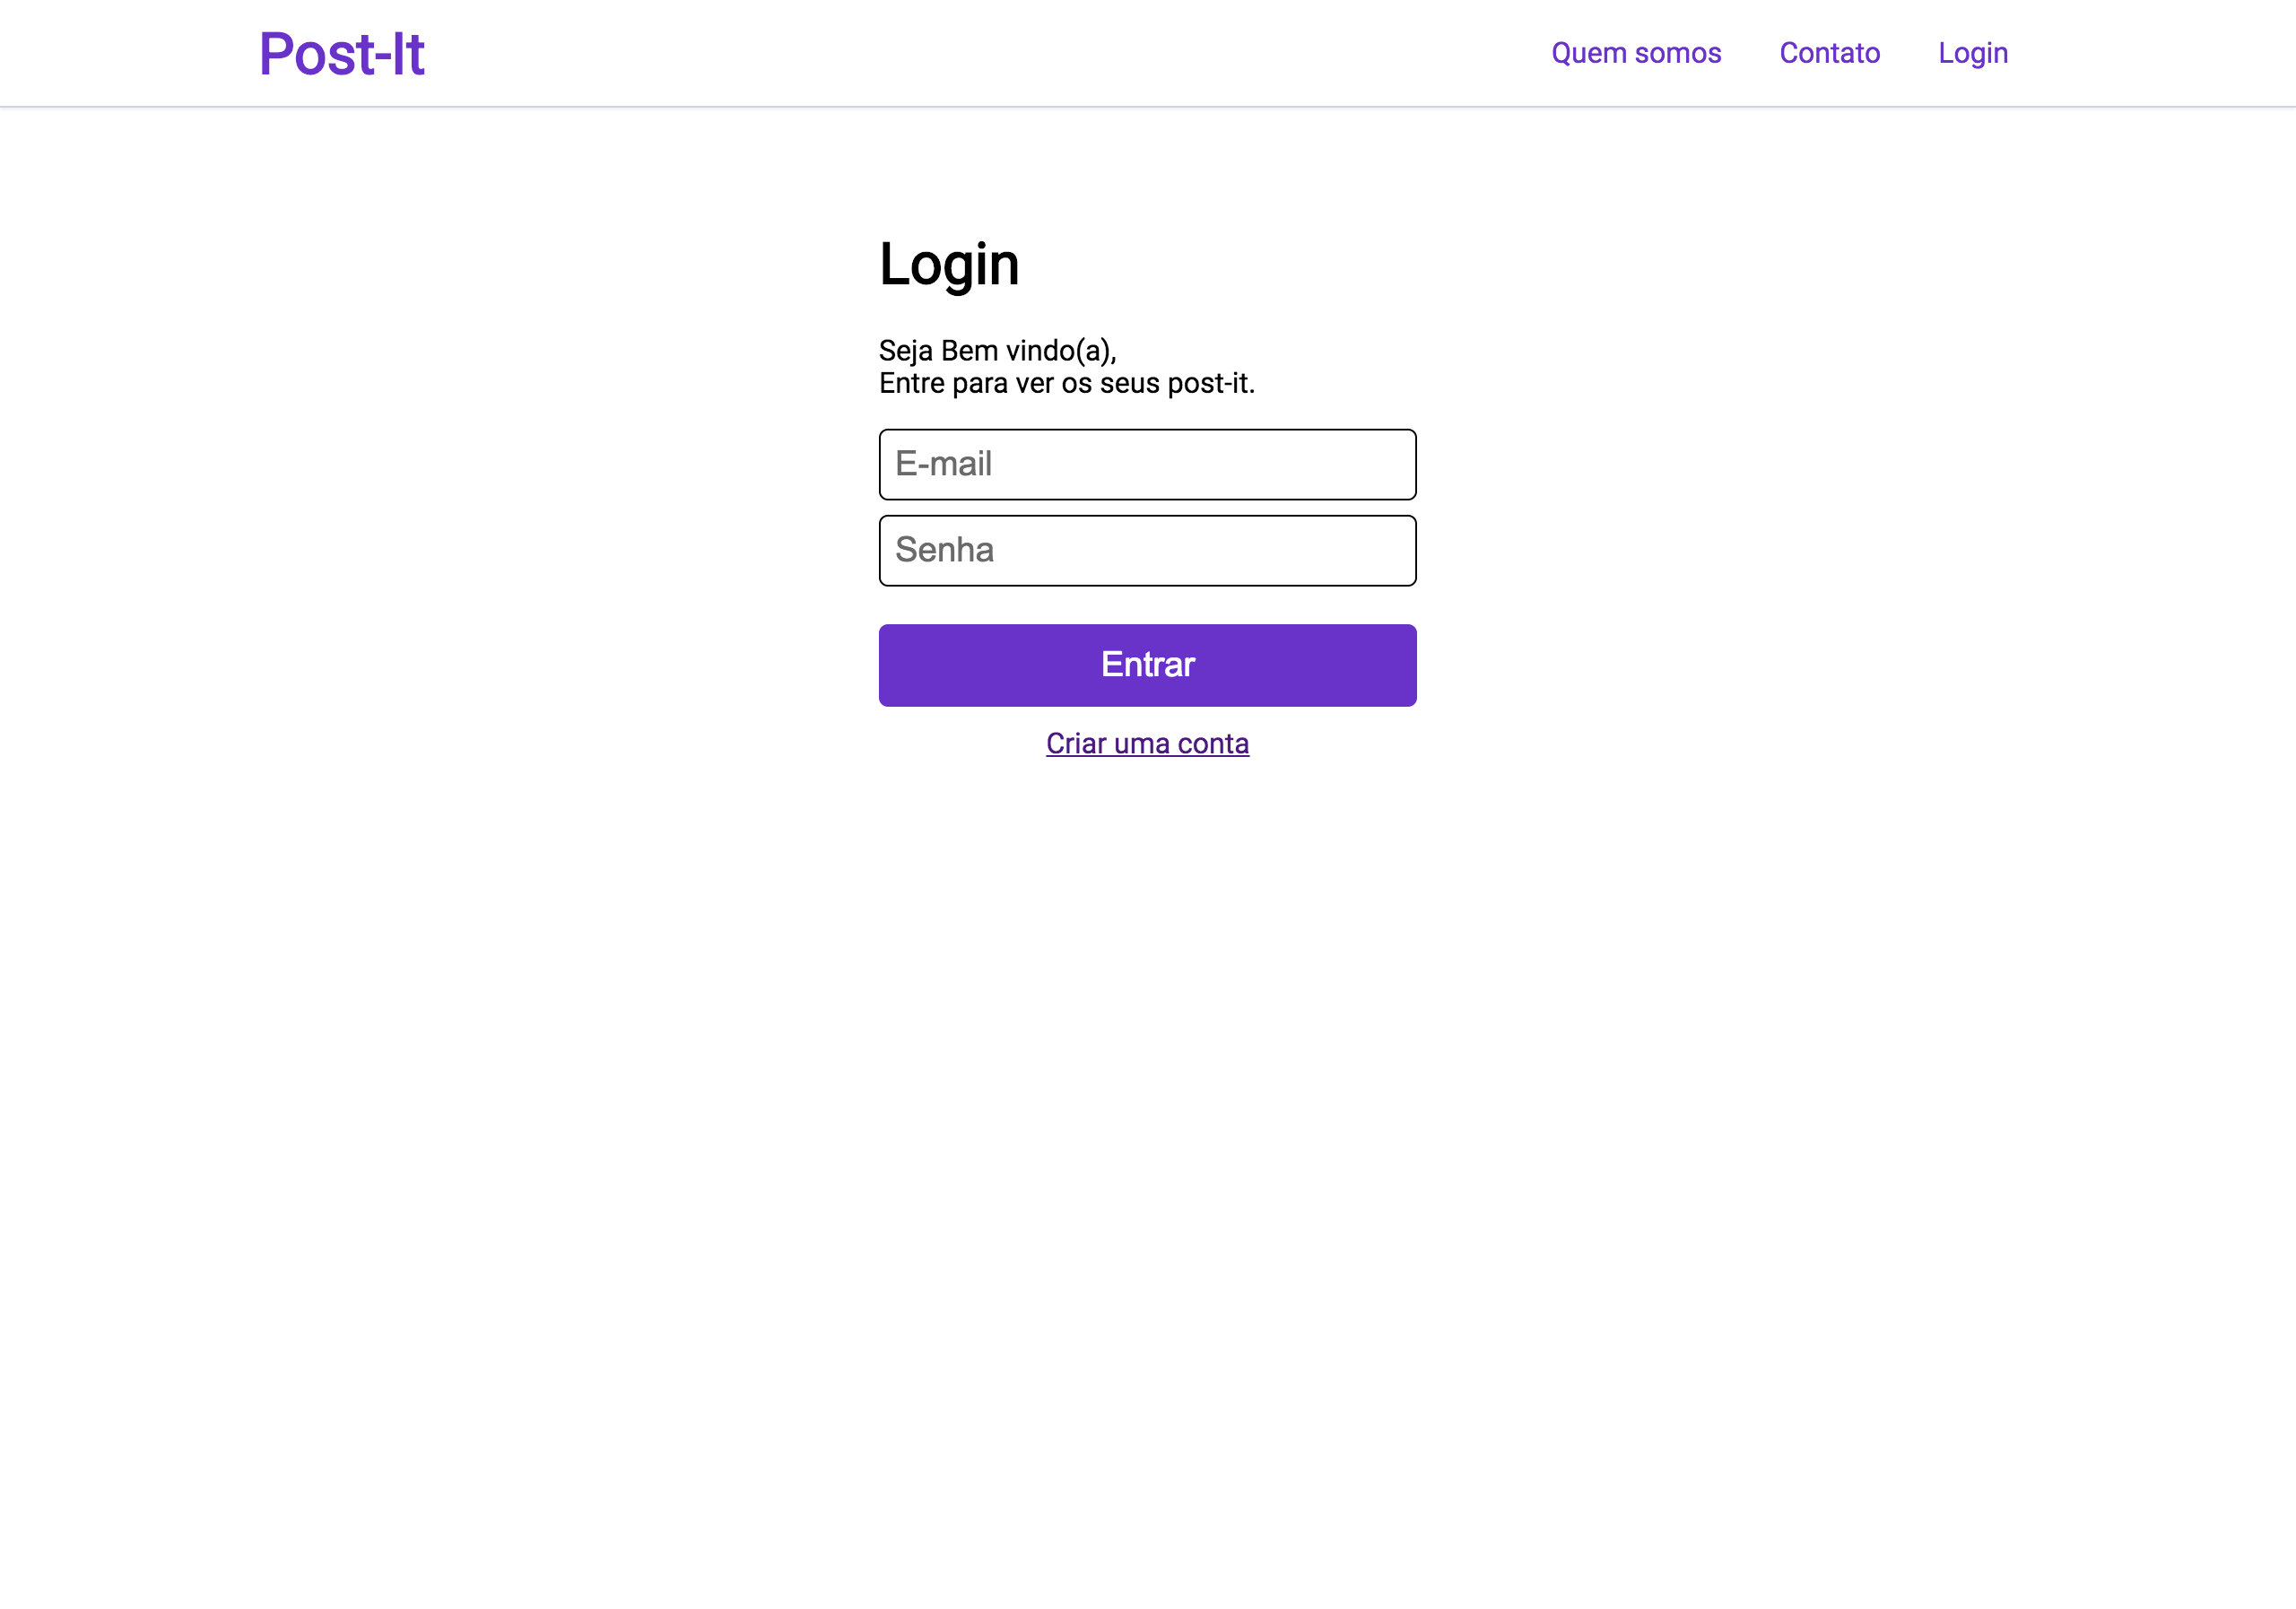 Post-It
Quem somos
Contato
Login
Login
Seja Bem vindo(a),
Entre para ver os seus post-it.
E-mail
Senha
Entrar
Criar uma conta